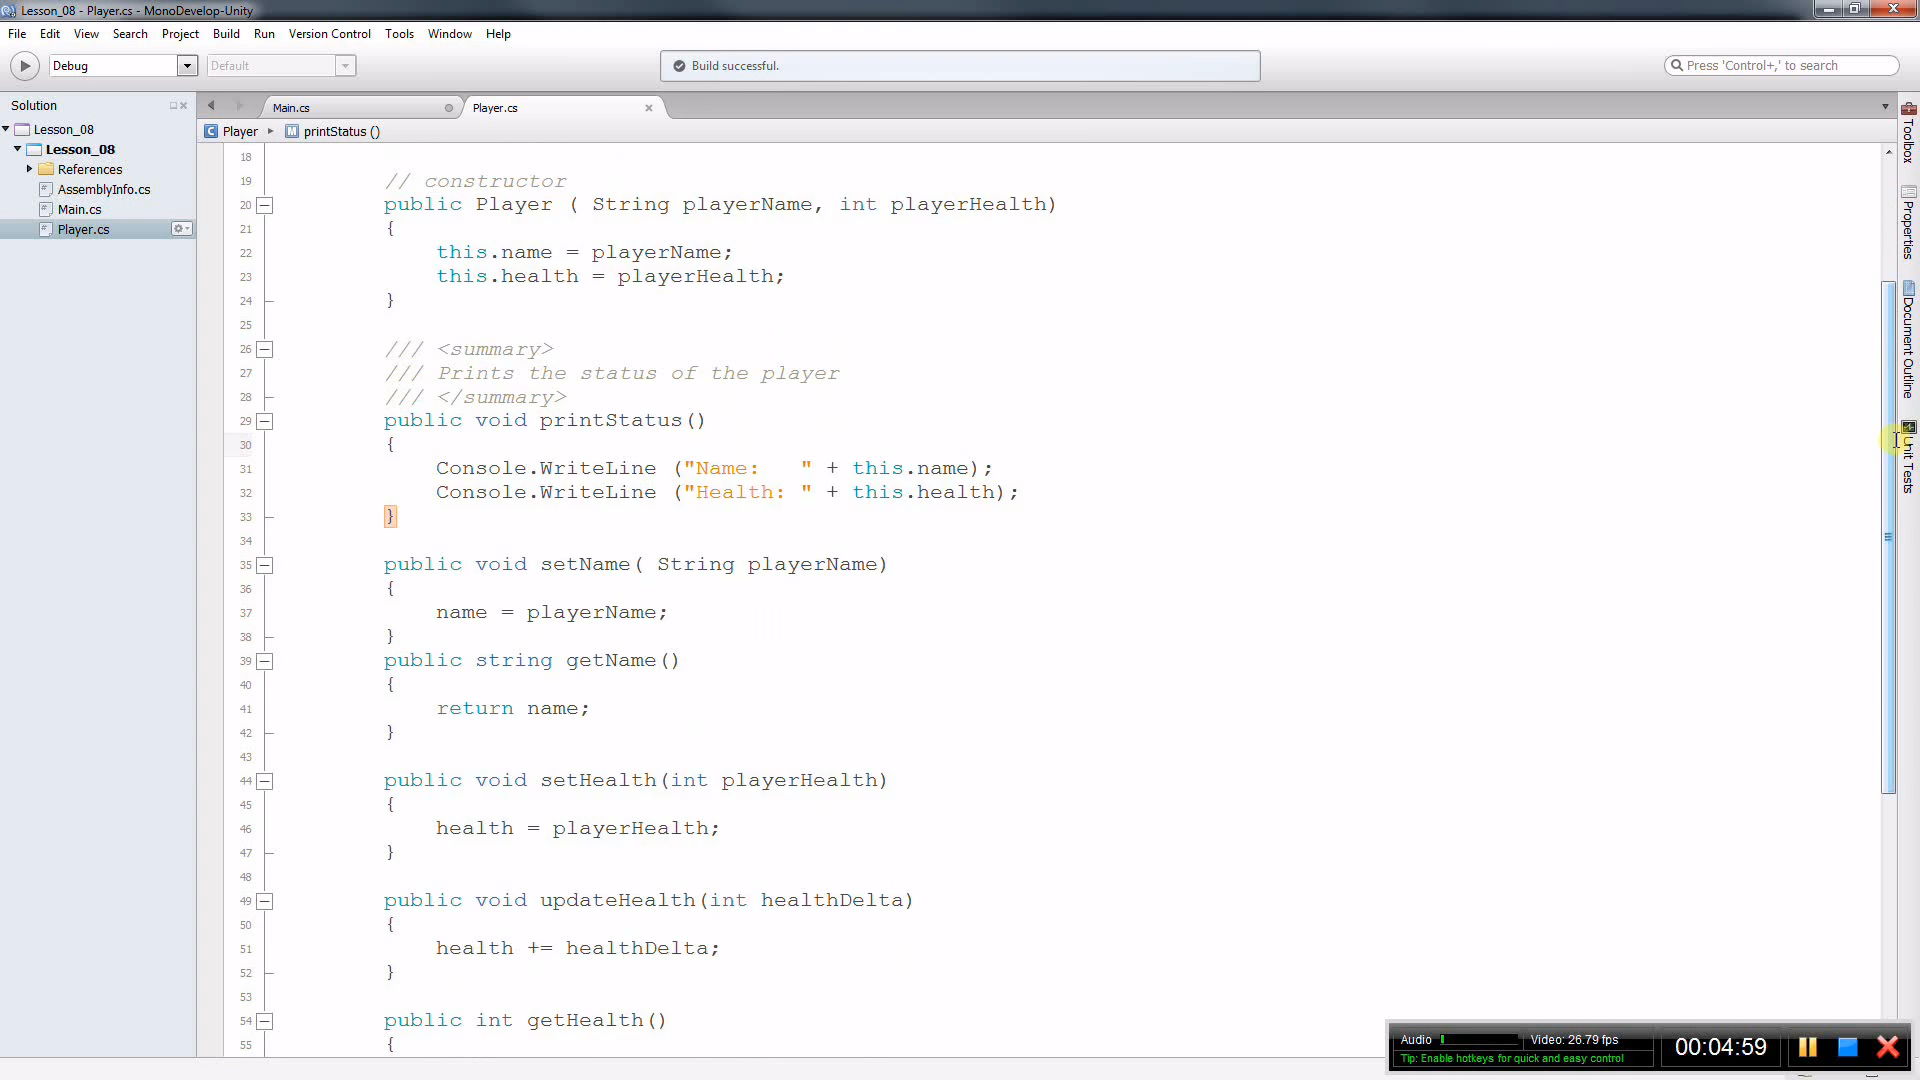 Lesson_08 - Player.cs - MonoDevelop-Unity
File Edit View Search Project Build Run Version Control Tools Window Help
Debug Default Build successful. Press 'Control+,' to search
Solution
Main.cs Player.cs
Lesson_08
Lesson_08
References
AssemblyInfo.cs
Main.cs
Player.cs
Player printStatus ()
18
19 // constructor
20 public Player ( String playerName, int playerHealth)
21 {
22 this.name = playerName;
23 this.health = playerHealth;
24 }
25
26 /// <summary>
27 /// Prints the status of the player
28 /// </summary>
29 public void printStatus()
30 {
31 Console.WriteLine ("Name:   " + this.name);
32 Console.WriteLine ("Health: " + this.health);
33 }
34
35 public void setName( String playerName)
36 {
37 name = playerName;
38 }
39 public string getName()
40 {
41 return name;
42 }
43
44 public void setHealth(int playerHealth)
45 {
46 health = playerHealth;
47 }
48
49 public void updateHealth(int healthDelta)
50 {
51 health += healthDelta;
52 }
53
54 public int getHealth()
55 {
Toolbox
Properties
Document Outline
Unit Tests
Audio Video: 26.79 fps
Tip: Enable hotkeys for quick and easy control
00:04:59